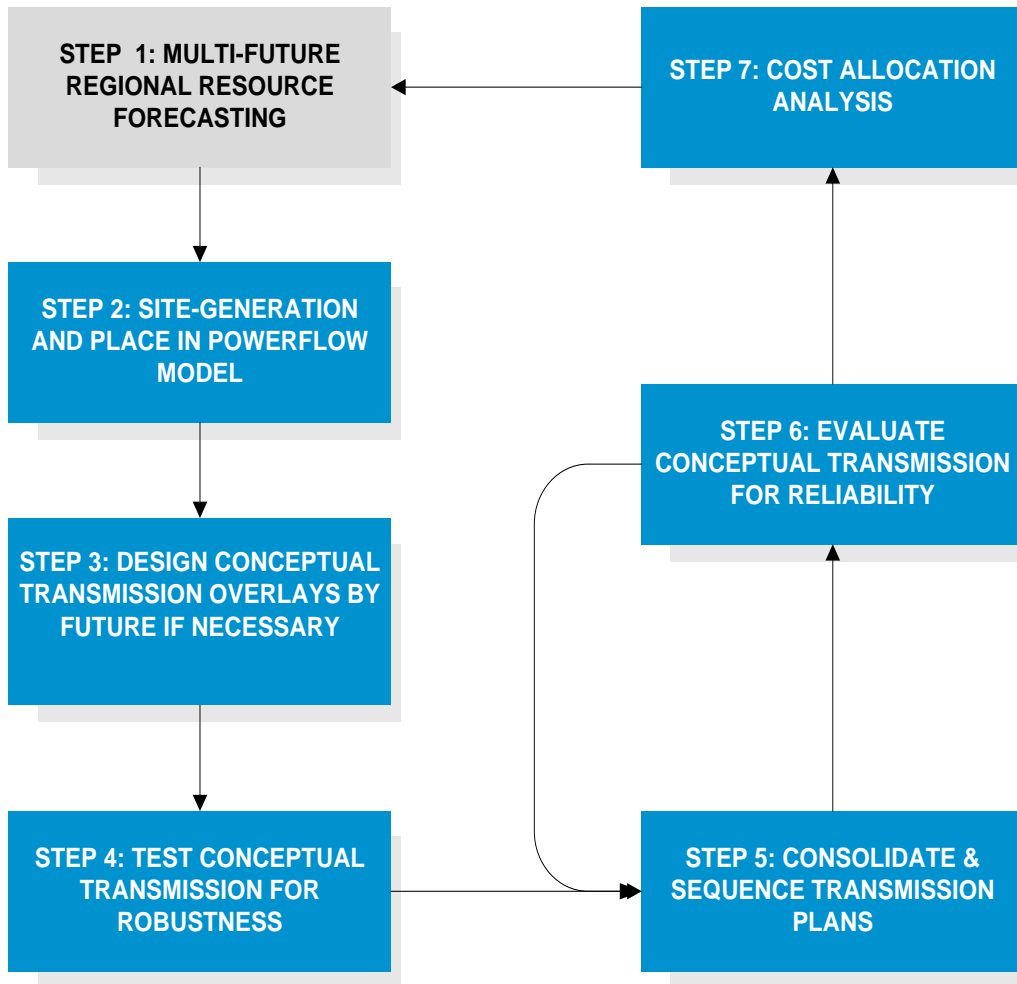 STEP 1: MULTI-FUTURE
REGIONAL RESOURCE
FORECASTING
STEP 2: SITE-GENERATION
AND PLACE IN POWERFLOW
MODEL
STEP 3: DESIGN CONCEPTUAL
TRANSMISSION OVERLAYS BY
FUTURE IF NECESSARY
STEP 4: TEST CONCEPTUAL
TRANSMISSION FOR
ROBUSTNESS
STEP 5: CONSOLIDATE &
SEQUENCE TRANSMISSION
PLANS
STEP 6: EVALUATE
CONCEPTUAL TRANSMISSION
FOR RELIABILITY
STEP 7: COST ALLOCATION
ANALYSIS